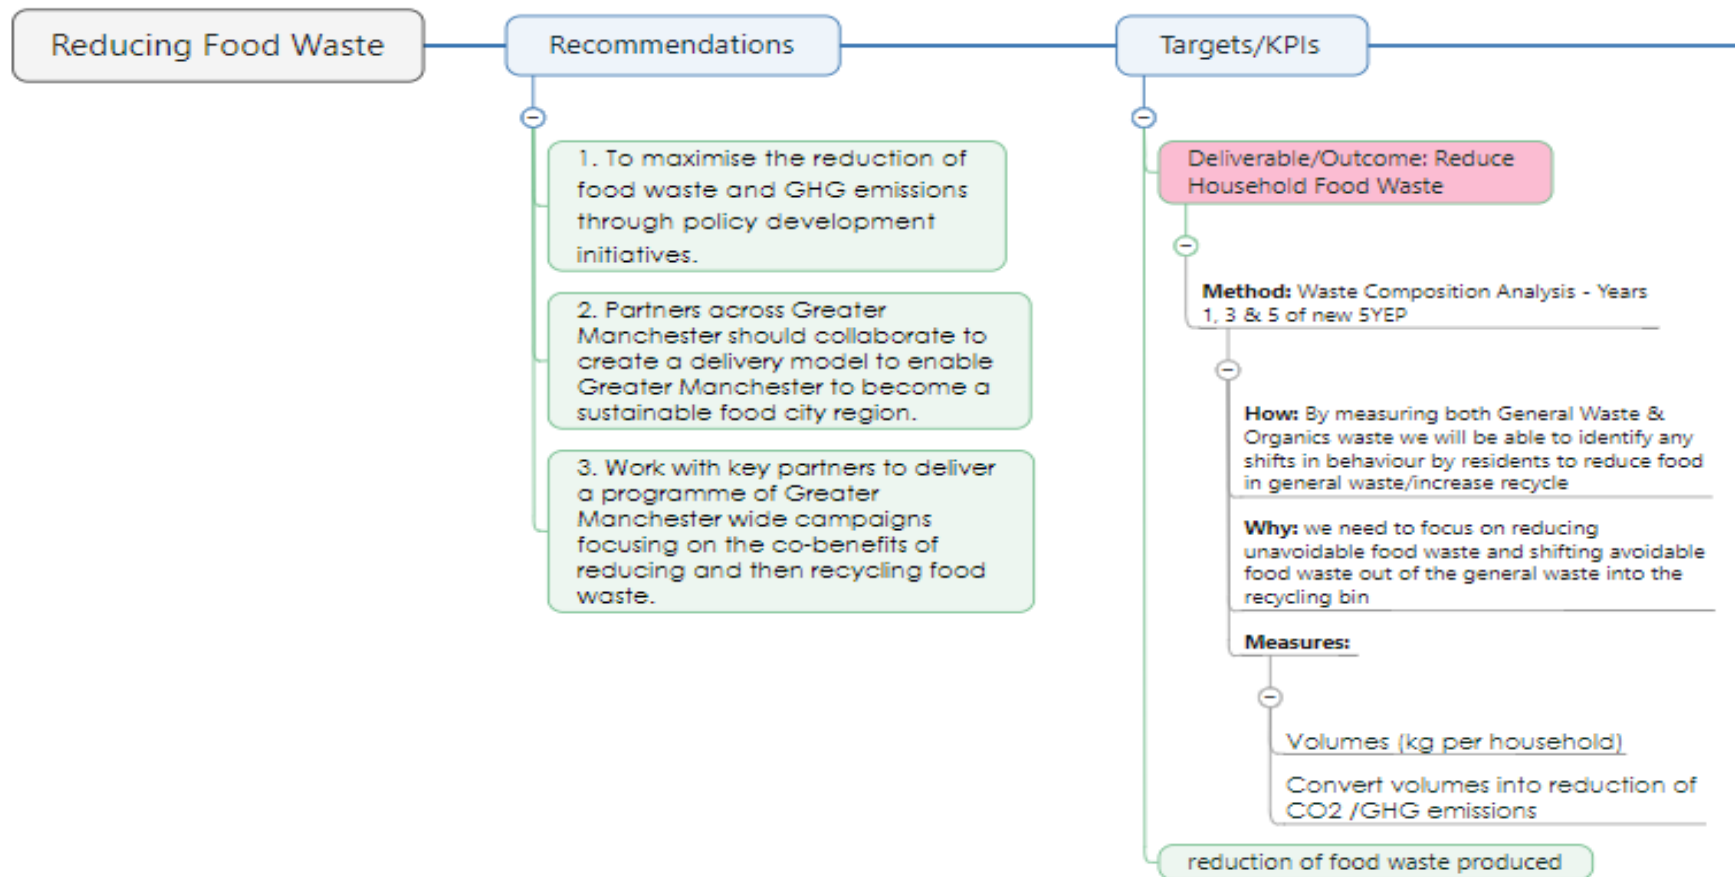 Reducing Food Waste
Recommendations
Targets/KPIs
1. To maximise the reduction of
food waste and GHG emissions
through policy development
initiatives.
2. Partners across Greater
Manchester should collaborate to
create a delivery model to enable
Greater Manchester to become a
sustainable food city region.
3. Work with key partners to deliver
a programme of Greater
Manchester wide campaigns
focusing on the co-benefits of
reducing and then recycling food
waste.
Deliverable/Outcome: Reduce
Household Food Waste
Method: Waste Composition Analysis - Years
1, 3 & 5 of new 5YEP
How: By measuring both General Waste &
Organics waste we will be able to identify any
shifts in behaviour by residents to reduce food
in general waste/increase recycle
Why: we need to focus on reducing
unavoidable food waste and shifting avoidable
food waste out of the general waste into the
recycling bin
Measures:
Volumes (kg per household)
Convert volumes into reduction of
CO2 /GHG emissions
reduction of food waste produced